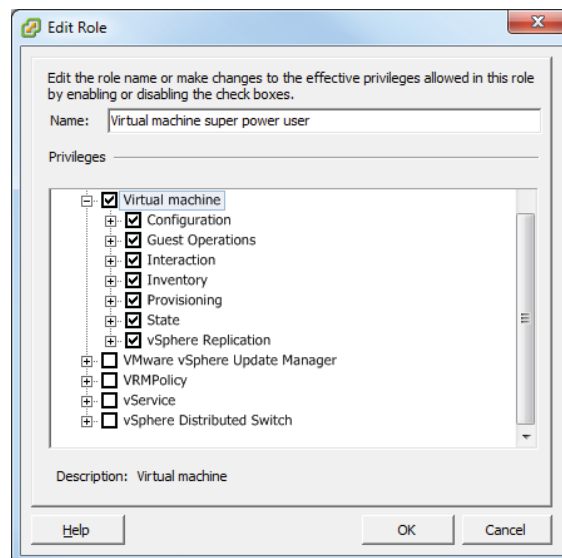 Edit Role
Edit the role name or make changes to the effective privileges allowed in this role
by enabling or disabling the check boxes.
Name: Virtual machine super power user
Privileges
Virtual machine
Configuration
Guest Operations
Interaction
Inventory
Provisioning
State
vSphere Replication
VMware vSphere Update Manager
VRMPolicy
vService
vSphere Distributed Switch
Description: Virtual machine
Help OK Cancel